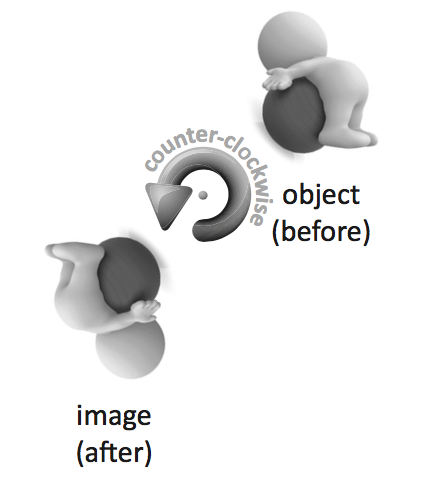 counter-clockwise
object
(before)
image
(after)